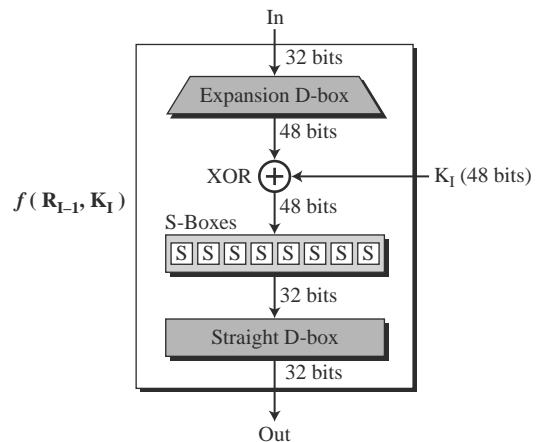 In
32 bits
Expansion D-box
48 bits
XOR
+
K_I (48 bits)
f ( R_I–1, K_I )
48 bits
S-Boxes
S S S S S S S S
32 bits
Straight D-box
32 bits
Out